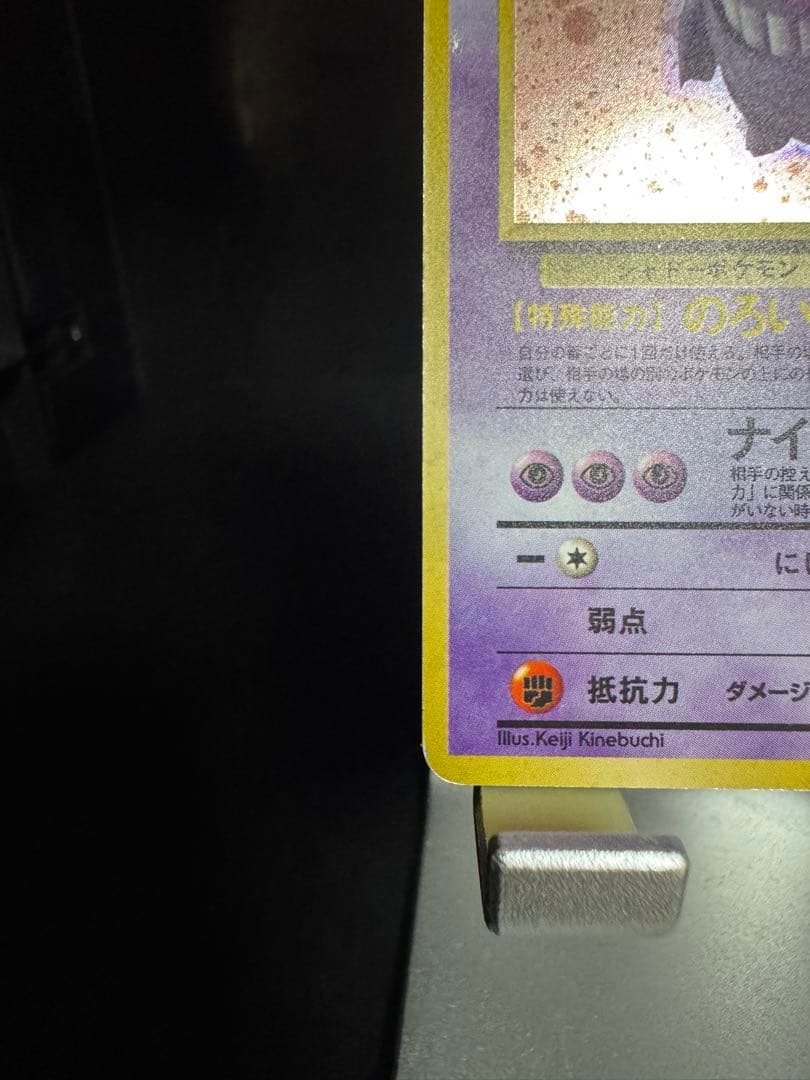 シャドーポケモン
【特殊能力】 のろい
自分の番ごとに1回だけ使える。相手の
選び、相手の場の別のポケモンの上にの
力は使えない。
ナイ
相手の控え
力」に関係
がいない時
に
弱点
抵抗力 ダメージ
Illus.Keiji Kinebuchi